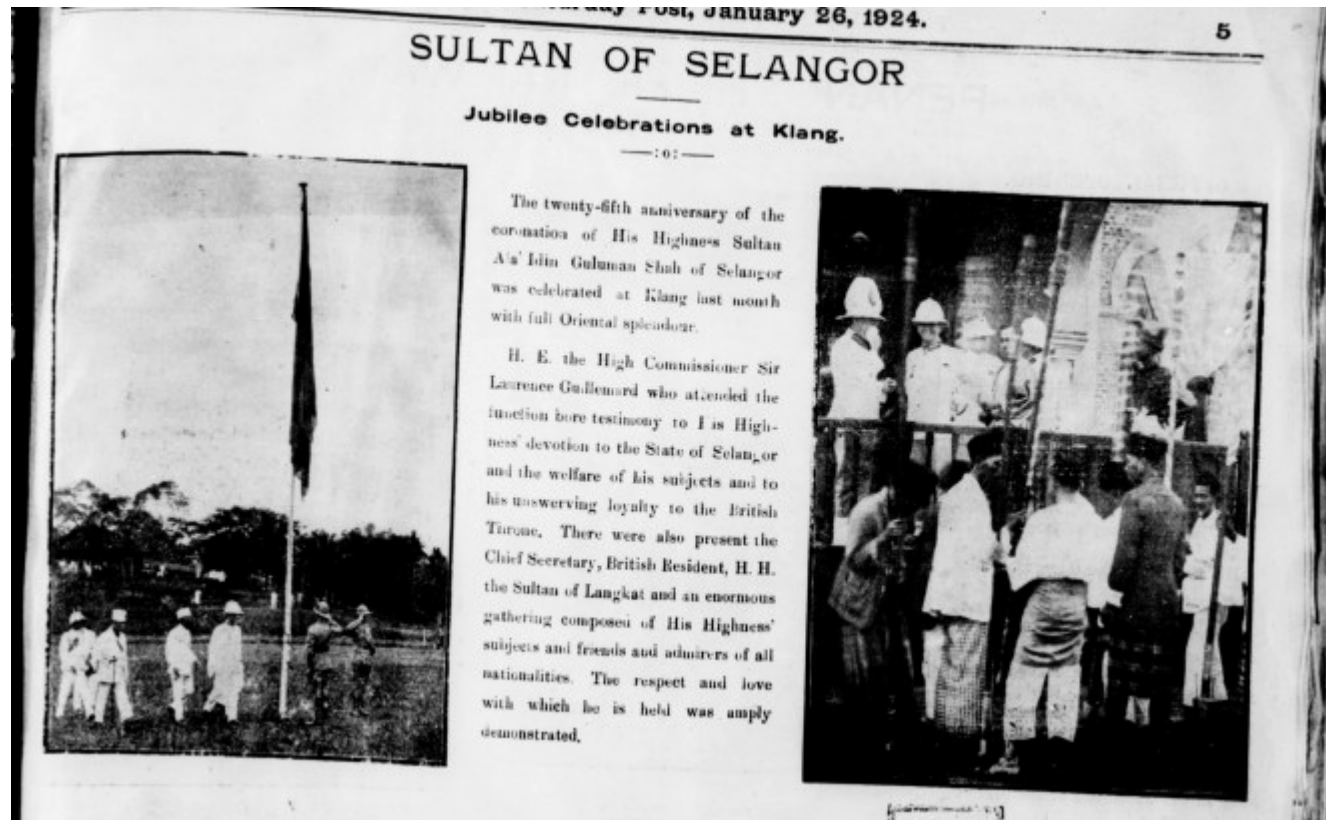 Post, January 26, 1924.
5
SULTAN OF SELANGOR
Jubilee Celebrations at Klang.
—:o:—
The twenty-fifth anniversary of the
coronation of His Highness Sultan
Ala' Idin Guluman Shah of Selangor
was celebrated at Klang last month
with full Oriental splendour.
H. E. the High Commissioner Sir
Laurence Guillemard who attended the
function bore testimony to His High-
ness' devotion to the State of Selangor
and the welfare of his subjects and to
his unswerving loyalty to the British
Throne. There were also present the
Chief Secretary, British Resident, H. H.
the Sultan of Langkat and an enormous
gathering composed of His Highness'
subjects and friends and admirers of all
nationalities. The respect and love
with which he is held was amply
demonstrated.